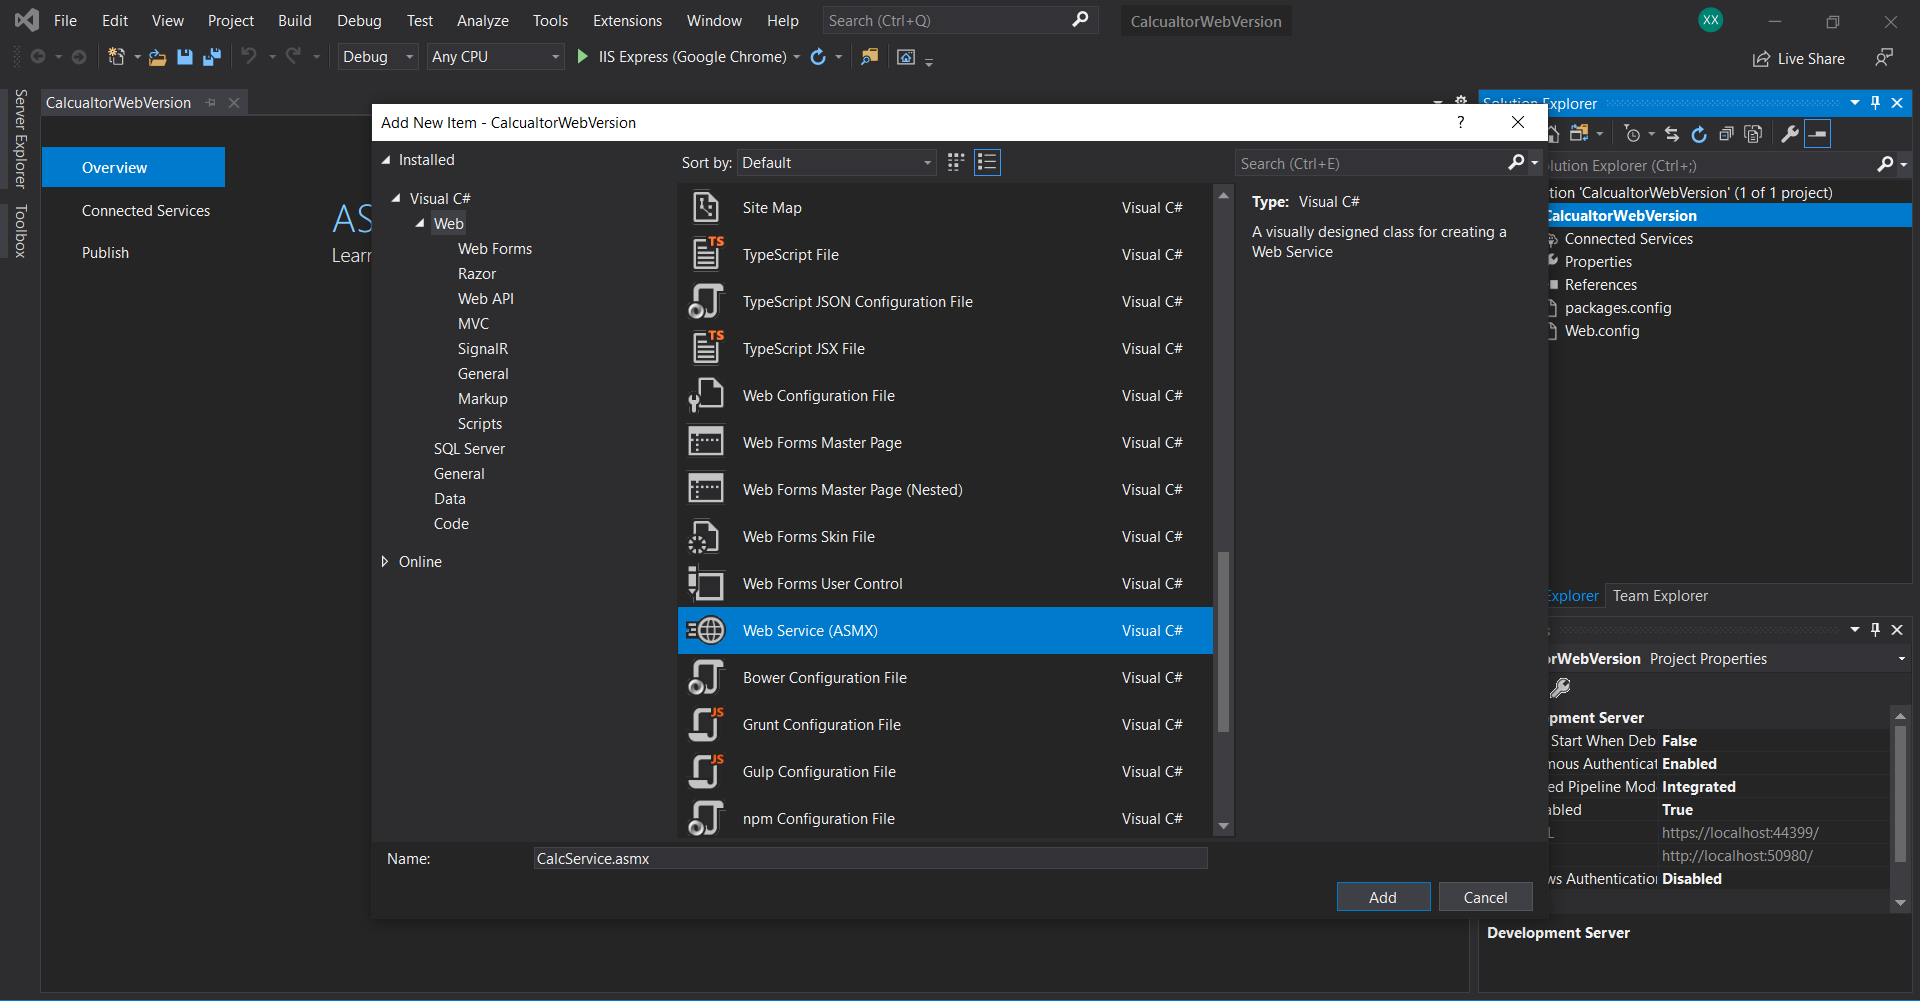 File Edit View Project Build Debug Test Analyze Tools Extensions Window Help Search (Ctrl+Q) CalcualtorWebVersion XX
Debug Any CPU IIS Express (Google Chrome) Live Share
Server Explorer
Toolbox
CalcualtorWebVersion
Overview
Connected Services
Publish
AS
Learn
Add New Item - CalcualtorWebVersion ?
Installed
Visual C#
Web
Web Forms
Razor
Web API
MVC
SignalR
General
Markup
Scripts
SQL Server
General
Data
Code
Online
Sort by: Default
Site Map Visual C#
TypeScript File Visual C#
TypeScript JSON Configuration File Visual C#
TypeScript JSX File Visual C#
Web Configuration File Visual C#
Web Forms Master Page Visual C#
Web Forms Master Page (Nested) Visual C#
Web Forms Skin File Visual C#
Web Forms User Control Visual C#
Web Service (ASMX) Visual C#
Bower Configuration File Visual C#
Grunt Configuration File Visual C#
Gulp Configuration File Visual C#
npm Configuration File Visual C#
Search (Ctrl+E)
Type: Visual C#
A visually designed class for creating a
Web Service
Name: CalcService.asmx
Add Cancel
Solution Explorer
olution Explorer (Ctrl+;)
tion 'CalcualtorWebVersion' (1 of 1 project)
CalcualtorWebVersion
Connected Services
Properties
References
packages.config
Web.config
Explorer Team Explorer
orWebVersion Project Properties
pment Server
Start When Deb False
nous Authenticat Enabled
ed Pipeline Mod Integrated
abled True
L https://localhost:44399/
http://localhost:50980/
ws Authentication Disabled
Development Server